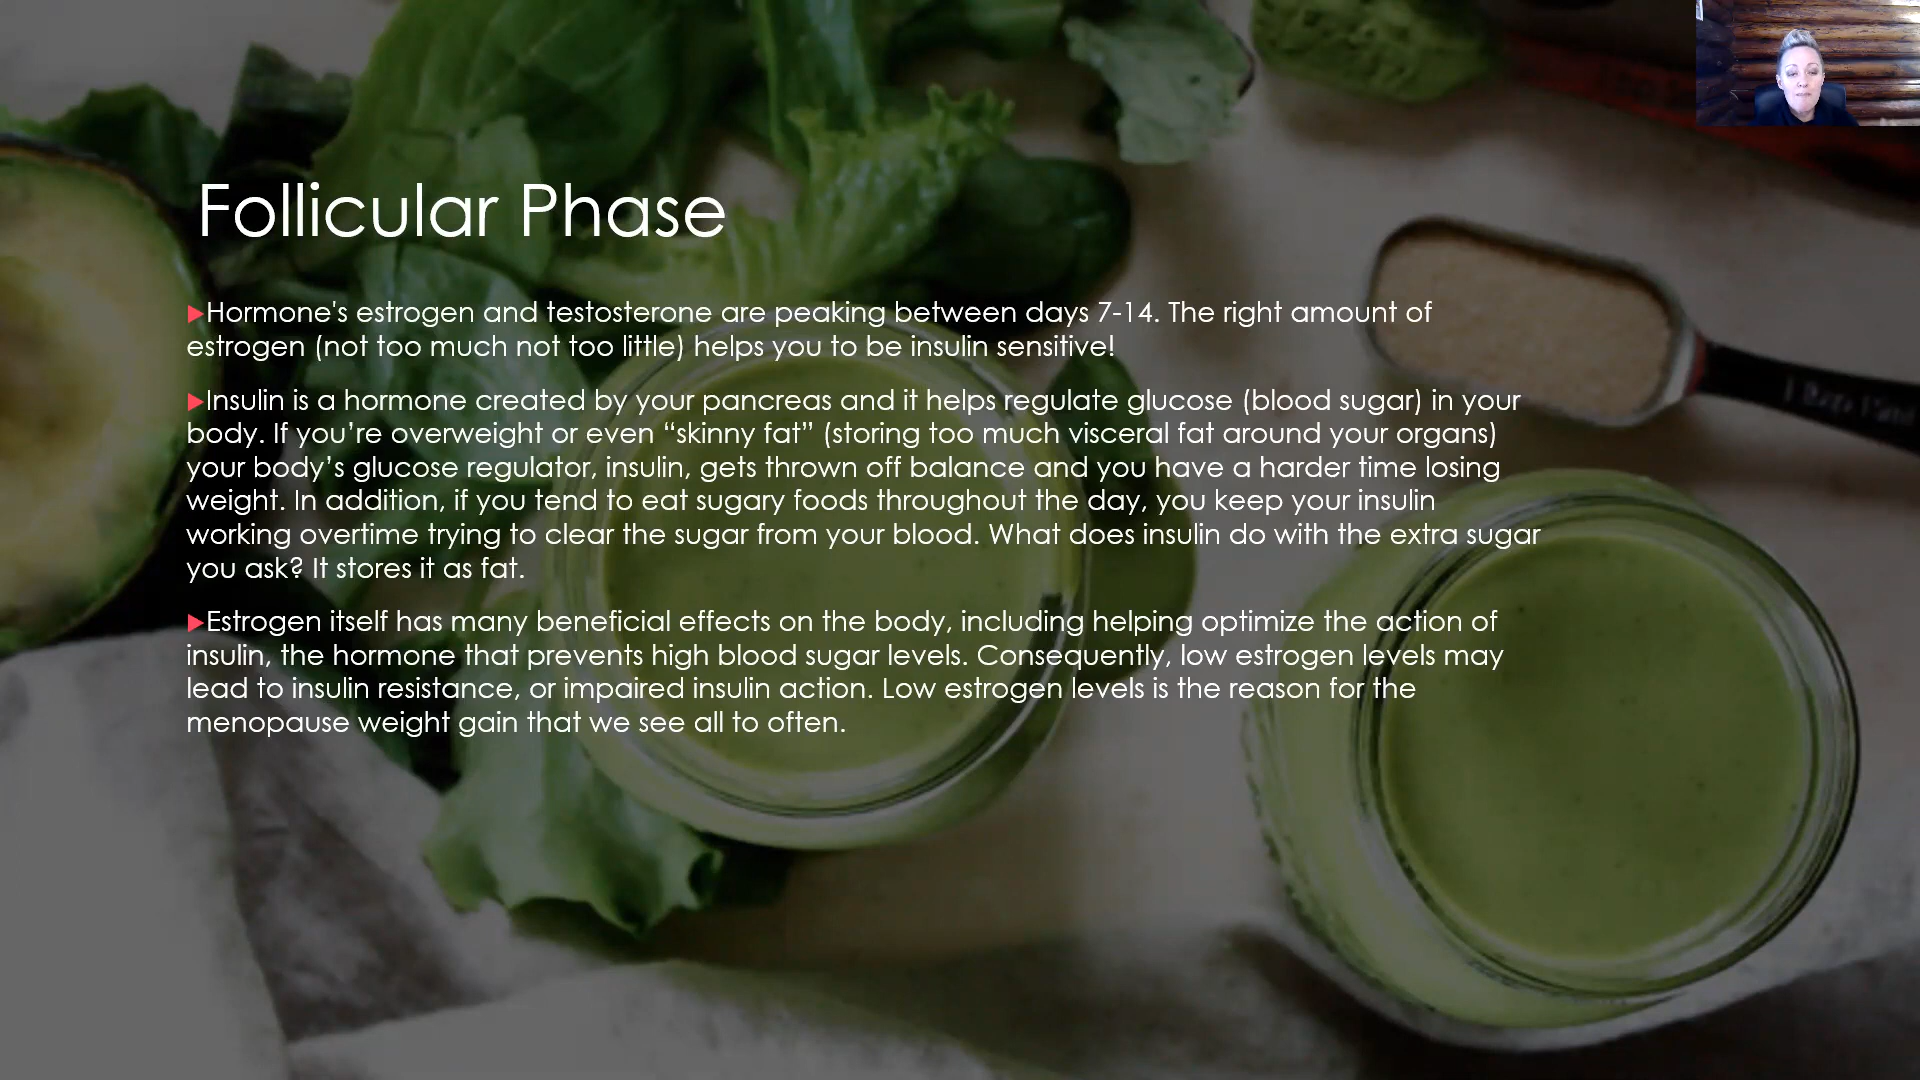 Follicular Phase
Hormone's estrogen and testosterone are peaking between days 7-14. The right amount of
estrogen (not too much not too little) helps you to be insulin sensitive!
Insulin is a hormone created by your pancreas and it helps regulate glucose (blood sugar) in your
body. If you’re overweight or even “skinny fat” (storing too much visceral fat around your organs)
your body’s glucose regulator, insulin, gets thrown off balance and you have a harder time losing
weight. In addition, if you tend to eat sugary foods throughout the day, you keep your insulin
working overtime trying to clear the sugar from your blood. What does insulin do with the extra sugar
you ask? It stores it as fat.
Estrogen itself has many beneficial effects on the body, including helping optimize the action of
insulin, the hormone that prevents high blood sugar levels. Consequently, low estrogen levels may
lead to insulin resistance, or impaired insulin action. Low estrogen levels is the reason for the
menopause weight gain that we see all to often.